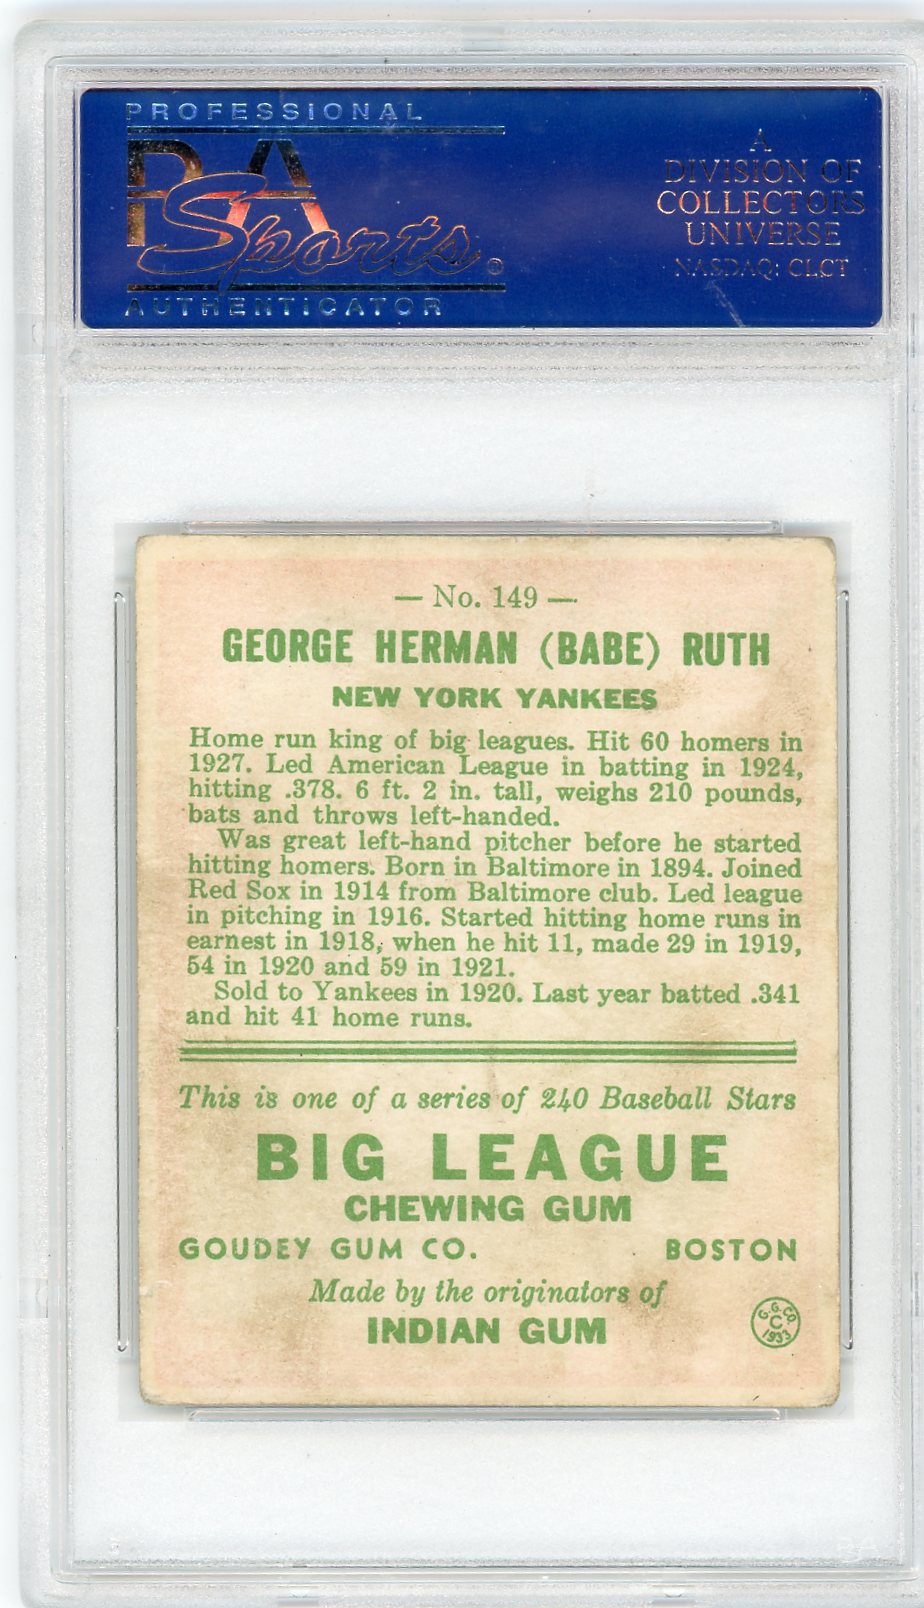 PROFESSIONAL
PSA
Sports®
AUTHENTICATOR
A
DIVISION OF
COLLECTORS
UNIVERSE
NASDAQ: CLCT
— No. 149 —
GEORGE HERMAN (BABE) RUTH
NEW YORK YANKEES
Home run king of big leagues. Hit 60 homers in
1927. Led American League in batting in 1924,
hitting .378. 6 ft. 2 in. tall, weighs 210 pounds,
bats and throws left-handed.
Was great left-hand pitcher before he started
hitting homers. Born in Baltimore in 1894. Joined
Red Sox in 1914 from Baltimore club. Led league
in pitching in 1916. Started hitting home runs in
earnest in 1918, when he hit 11, made 29 in 1919,
54 in 1920 and 59 in 1921.
Sold to Yankees in 1920. Last year batted .341
and hit 41 home runs.
This is one of a series of 240 Baseball Stars
BIG LEAGUE
CHEWING GUM
GOUDEY GUM CO. BOSTON
Made by the originators of
INDIAN GUM
G.G.CO.
C
1933